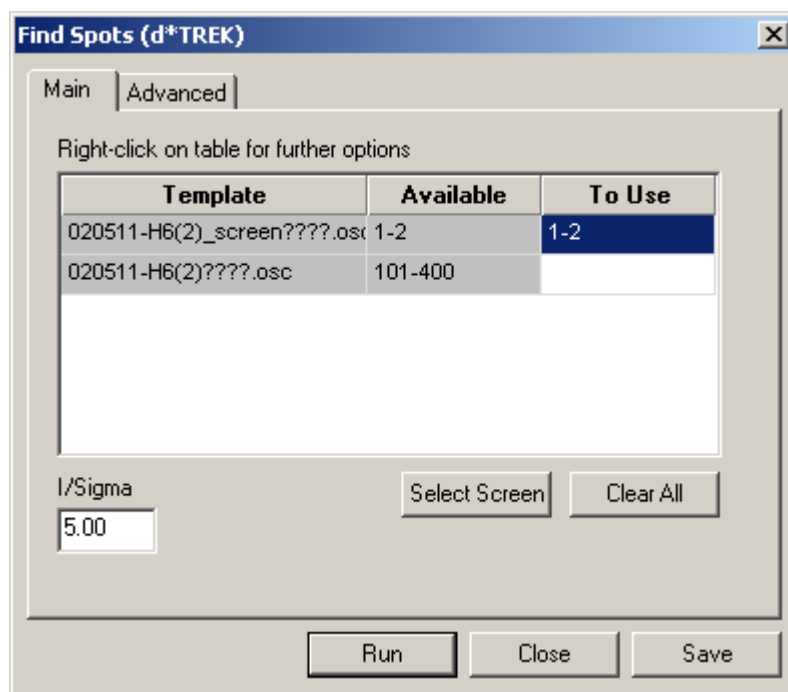 Find Spots (d*TREK)
Main Advanced
Right-click on table for further options
Template Available To Use
020511-H6(2)_screen????.osc 1-2 1-2
020511-H6(2)????.osc 101-400
I/Sigma
Select Screen Clear All
5.00
Run Close Save